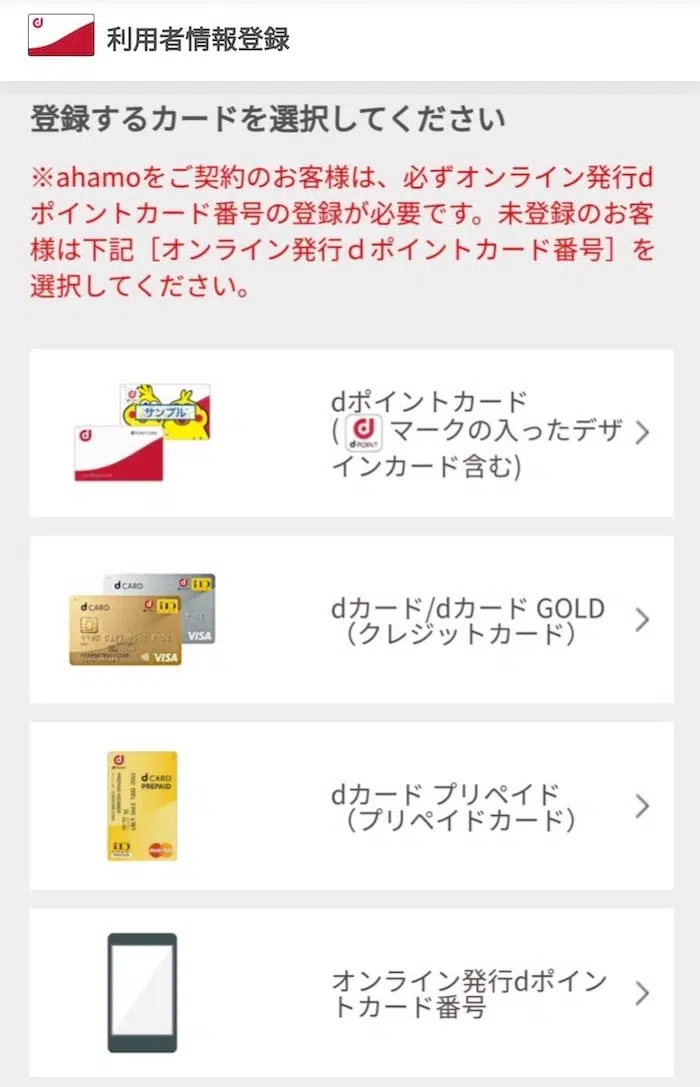 利用者情報登録
登録するカードを選択してください
※ahamoをご契約のお客様は、必ずオンライン発行d
ポイントカード番号の登録が必要です。未登録のお客
様は下記［オンライン発行ｄポイントカード番号］を
選択してください。
サンプル
dポイントカード
( d POINT マークの入ったデザ
インカード含む)
d CARD iD
d CARD iD
VISA
VISA
dカード/dカード GOLD
（クレジットカード）
d CARD
PREPAID
iD
dカード プリペイド
（プリペイドカード）
オンライン発行dポイン
トカード番号